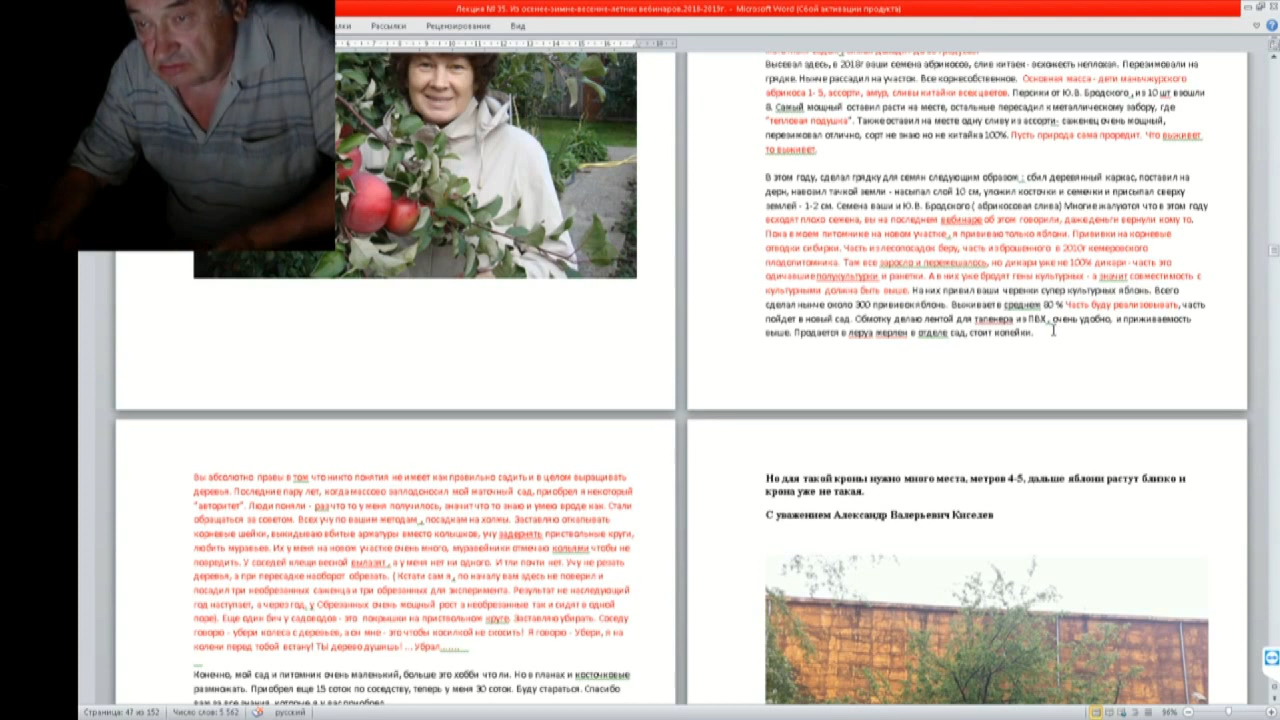 Лекция № 35. Из осенне-зимне-весенне-летних вебинаров.2018-2019г. - Microsoft Word (Сбой активации продукта)
лки Рассылки Рецензирование Вид
Высевал здесь, в 2018г ваши семена абрикосов, слив китаек- всхожесть неплохая. Перезимовали на
грядке. Нынче рассадил на участок. Все корнесобственное. Основная масса - дети маньчжурского
абрикоса 1- 5, ассорти, амур, сливы китайки всех цветов. Персики от Ю.В. Бродского , из 10 шт взошли
8. Самый мощный оставил расти на месте, остальные пересадил к металлическому забору, где
"тепловая подушка". Также оставил на месте одну сливу из ассорти- саженец очень мощный,
перезимовал отлично, сорт не знаю но не китайка 100%. Пусть природа сама проредит. Что выживет
то выживет.
В этом году, сделал грядку для семян следующим образом : сбил деревянный каркас, поставил на
дерн, навозил тачкой земли - насыпал слой 10 см, уложил косточки и семечки и присыпал сверху
землей - 1-2 см. Семена ваши и Ю.В. Бродского ( абрикосовая слива) Многие жалуются что в этом году
всходят плохо семена, вы на последнем вебинаре об этом говорили, даже деньги вернули кому то.
Пока в моем питомнике на новом участке , я прививаю только яблони. Прививки на корневые
отводки сибирки. Часть из лесопосадок беру, часть из брошенного в 2010г кемеровского
плодопитомника. Там все заросло и перемешалось, но дикари уже не 100% дикари - часть это
одичавшие полукультурки и ранетки. А в них уже бродят гены культурных - а значит совместимость с
культурными должна быть выше. На них привил ваши черенки супер культурных яблонь. Всего
сделал нынче около 300 прививок яблонь. Выживает в среднем 80 % Часть буду реализовывать, часть
пойдет в новый сад. Обмотку делаю лентой для тапенера из ПВХ , очень удобно, и приживаемость
выше. Продается в леруа мерлен в отделе сад, стоит копейки.
Вы абсолютно правы в том что никто понятия не имеет как правильно садить и в целом выращивать
деревья. Последние пару лет, когда массово заплодоносил мой маточный сад, приобрел я некоторый
"авторитет". Люди поняли - раз что то у меня получилось, значит что то знаю и умею вроде как. Стали
обращаться за советом. Всех учу по вашим методам , посадкам на холмы. Заставляю откапывать
корневые шейки, выкидываю вбитые арматуры вместо колышков, учу задернять приствольные круги,
любить муравьев. Их у меня на новом участке очень много, муравейники отмечаю кольями чтобы не
повредить. У соседей клещи весной вылазят , а у меня нет ни одного. И тли почти нет. Учу не резать
деревья, а при пересадке наоборот обрезать. ( Кстати сам я , по началу вам здесь не поверил и
посадил три необрезанных саженца и три обрезанных для эксперимента. Результат не наследующий
год наступает, а через год, у Обрезанных очень мощный рост а необрезанные так и сидят в одной
поре). Еще один бич у садоводов - это покрышки на приствольном круге. Заставляю убирать. Соседу
говорю - убери колеса с деревьев, а он мне - это чтобы косилкой не скосить! Я говорю - Убери, я на
колени перед тобой встану! ТЫ дерево душишь! ... Убрал.........
Конечно, мой сад и питомник очень маленький, больше это хобби что ли. Но в планах и косточковые
размножать. Приобрел еще 15 соток по соседству, теперь у меня 30 соток. Буду стараться. Спасибо
вам за все знания, которые я у вас приобрел.
Но для такой кроны нужно много места, метров 4-5, дальше яблони растут близко и
крона уже не такая.
С уважением Александр Валерьевич Киселев
Страница: 47 из 152 Число слов: 5 562 русский 96%